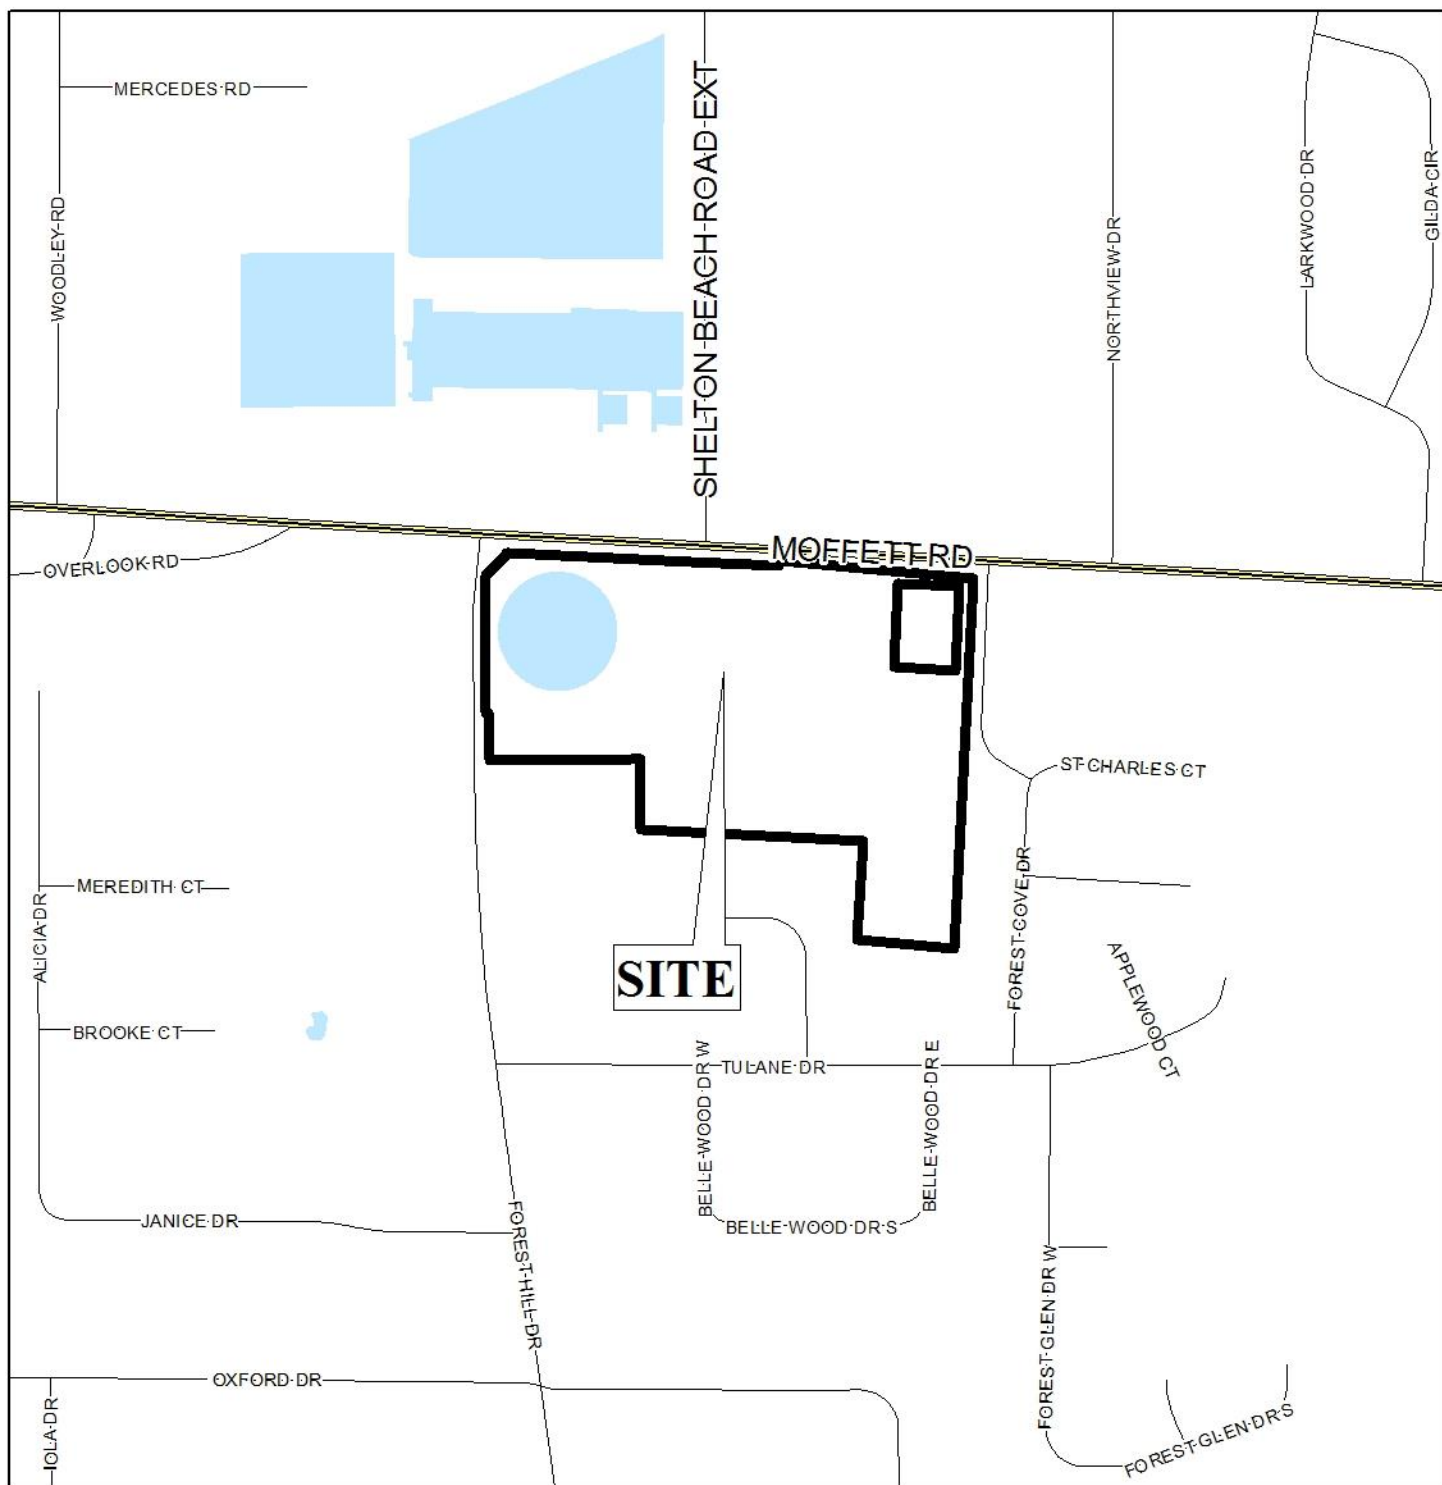 MERCEDES RD
SHELTON BEACH ROAD EXT
WOODLEY RD
NORTHVIEW DR
LARKWOOD DR
GILDA CIR
MOFFETT RD
OVERLOOK RD
ST CHARLES CT
MEREDITH CT
ALICIA DR
FOREST COVE DR
SITE
APPLEWOOD CT
BROOKE CT
TULANE DR
BELLE WOOD DR W
BELLE WOOD DR E
JANICE DR
BELLE WOOD DR S
FOREST HILL DR
FOREST GLEN DR W
OXFORD DR
IOLA DR
FOREST GLEN DR S